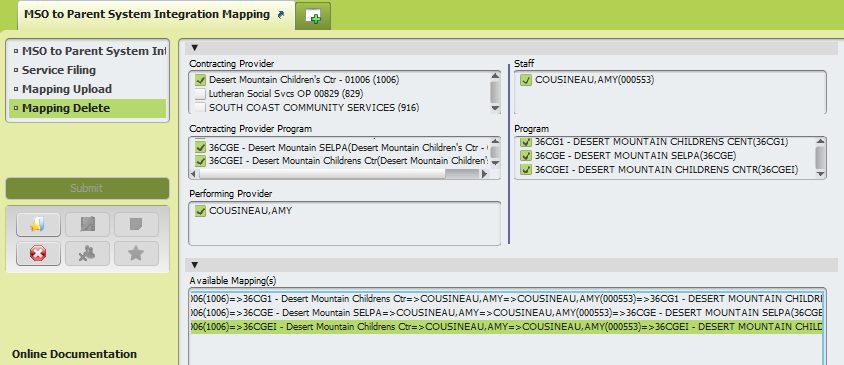 MSO to Parent System Integration Mapping
MSO to Parent System Int
Service Filing
Mapping Upload
Mapping Delete
Submit
Online Documentation
Contracting Provider
Desert Mountain Children's Ctr - 01006 (1006)
Lutheran Social Svcs OP 00829 (829)
SOUTH COAST COMMUNITY SERVICES (916)
Contracting Provider Program
36CGE - Desert Mountain SELPA(Desert Mountain Children's Ctr -
36CGEI - Desert Mountain Childrens Ctr(Desert Mountain Children's
Performing Provider
COUSINEAU,AMY
Staff
COUSINEAU,AMY(000553)
Program
36CG1 - DESERT MOUNTAIN CHILDRENS CENT(36CG1)
36CGE - DESERT MOUNTAIN SELPA(36CGE)
36CGEI - DESERT MOUNTAIN CHILDRENS CNTR(36CGEI)
Available Mapping(s)
006(1006)=>36CG1 - Desert Mountain Childrens Ctr=>COUSINEAU,AMY=>COUSINEAU,AMY(000553)=>36CG1 - DESERT MOUNTAIN CHILDRE
006(1006)=>36CGE - Desert Mountain SELPA=>COUSINEAU,AMY=>COUSINEAU,AMY(000553)=>36CGE - DESERT MOUNTAIN SELPA(36CGE
006(1006)=>36CGEI - Desert Mountain Childrens Ctr=>COUSINEAU,AMY=>COUSINEAU,AMY(000553)=>36CGEI - DESERT MOUNTAIN CHILD